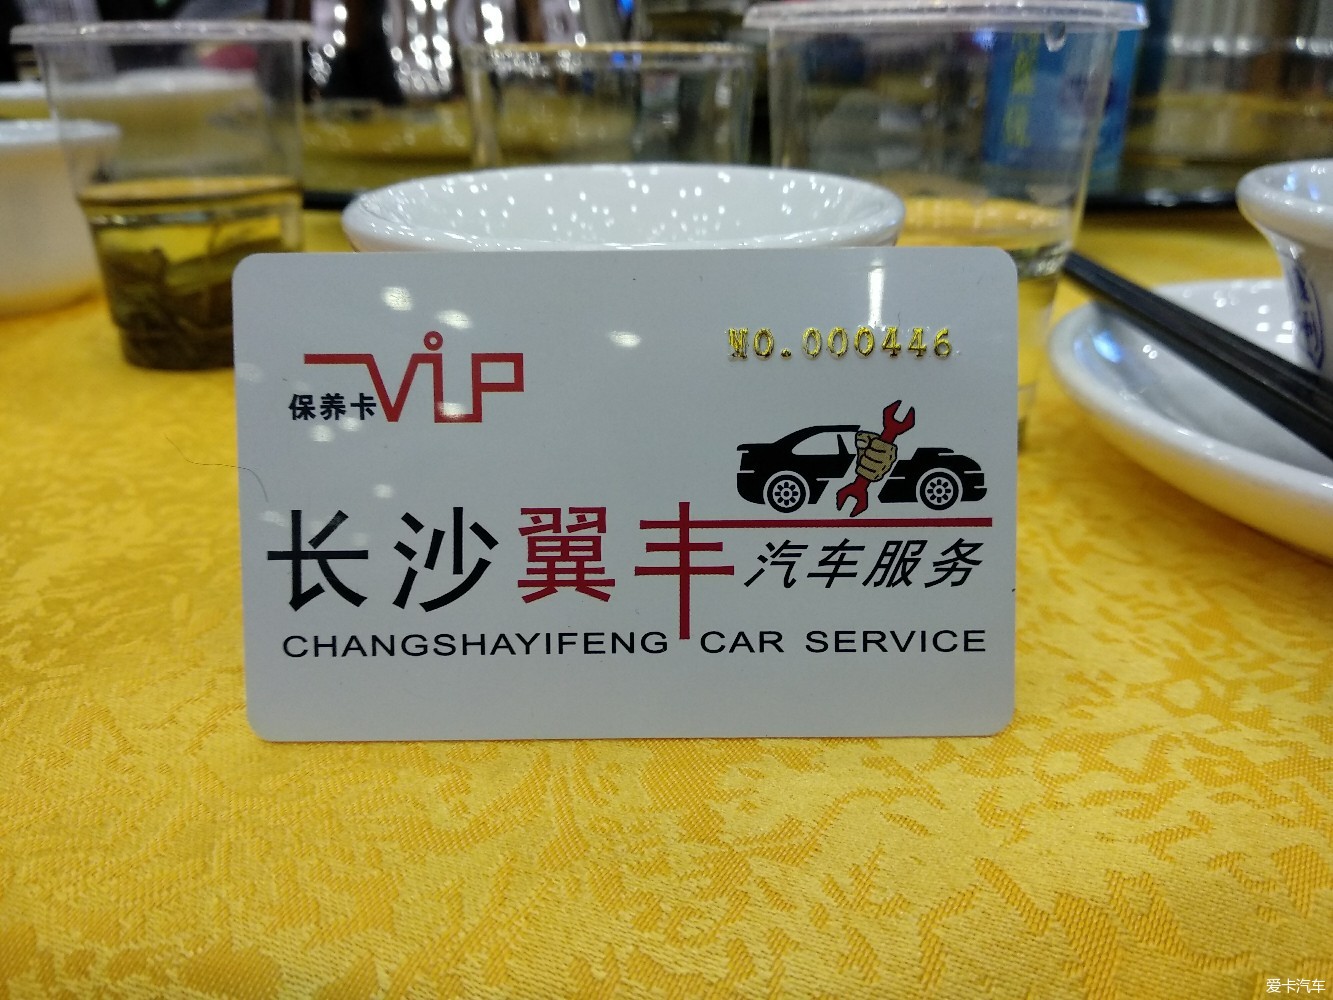 NO.000446
VIP
保养卡
长沙翼丰汽车服务
CHANGSHAYIFENG CAR SERVICE
爱卡汽车